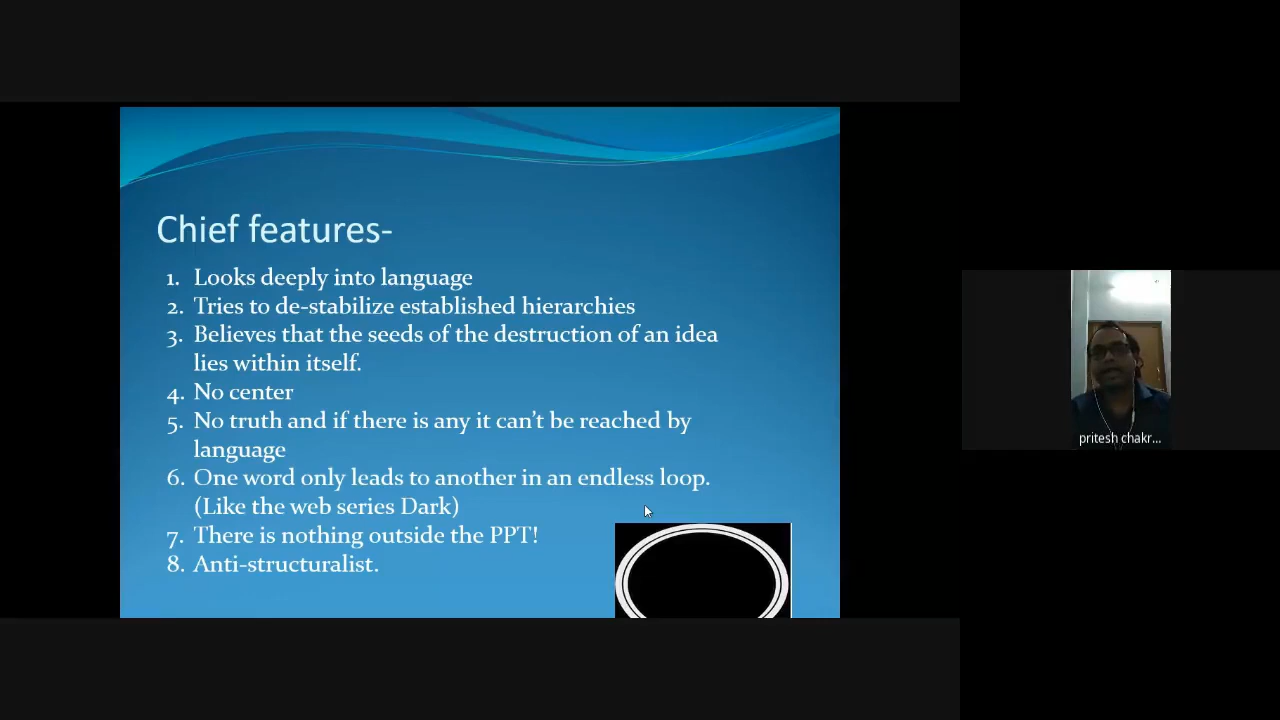 Chief features-
1. Looks deeply into language
2. Tries to de-stabilize established hierarchies
3. Believes that the seeds of the destruction of an idea
lies within itself.
4. No center
5. No truth and if there is any it can't be reached by
language
6. One word only leads to another in an endless loop.
(Like the web series Dark)
7. There is nothing outside the PPT!
8. Anti-structuralist.
pritesh chakr...